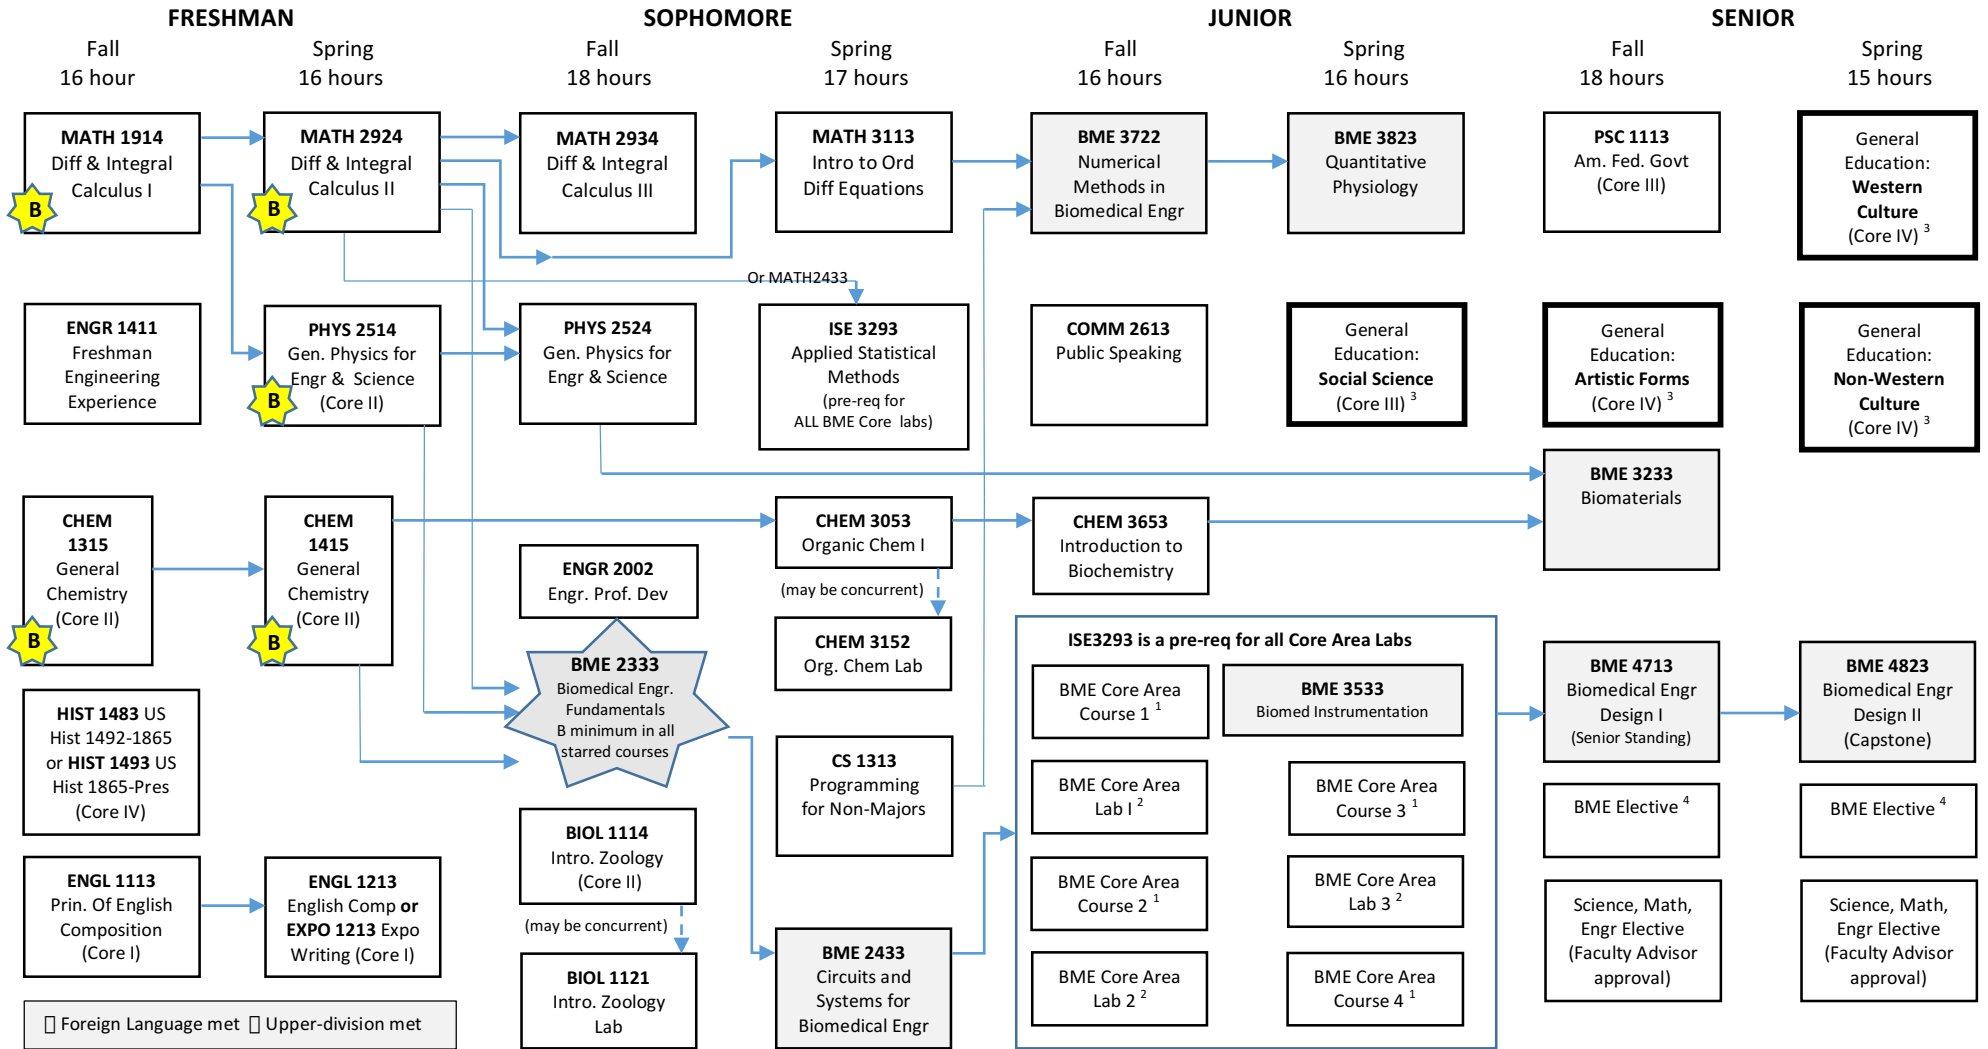 FRESHMAN
SOPHOMORE
JUNIOR
SENIOR
Fall
16 hour
Spring
16 hours
Fall
18 hours
Spring
17 hours
Fall
16 hours
Spring
16 hours
Fall
18 hours
Spring
15 hours
MATH 1914
Diff & Integral
Calculus I
B
MATH 2924
Diff & Integral
Calculus II
B
MATH 2934
Diff & Integral
Calculus III
MATH 3113
Intro to Ord
Diff Equations
BME 3722
Numerical
Methods in
Biomedical Engr
BME 3823
Quantitative
Physiology
PSC 1113
Am. Fed. Govt
(Core III)
General
Education:
Western
Culture
(Core IV) 3
Or MATH2433
ENGR 1411
Freshman
Engineering
Experience
PHYS 2514
Gen. Physics for
Engr & Science
(Core II)
B
PHYS 2524
Gen. Physics for
Engr & Science
ISE 3293
Applied Statistical
Methods
(pre-req for
ALL BME Core labs)
COMM 2613
Public Speaking
General
Education:
Social Science
(Core III) 3
General
Education:
Artistic Forms
(Core IV) 3
General
Education:
Non-Western
Culture
(Core IV) 3
BME 3233
Biomaterials
CHEM
1315
General
Chemistry
(Core II)
B
CHEM
1415
General
Chemistry
(Core II)
B
ENGR 2002
Engr. Prof. Dev
CHEM 3053
Organic Chem I
(may be concurrent)
CHEM 3152
Org. Chem Lab
CHEM 3653
Introduction to
Biochemistry
HIST 1483 US
Hist 1492-1865
or HIST 1493 US
Hist 1865-Pres
(Core IV)
BME 2333
Biomedical Engr.
Fundamentals
B minimum in all
starred courses
CS 1313
Programming
for Non-Majors
ISE3293 is a pre-req for all Core Area Labs
BME Core Area
Course 1 1
BME 3533
Biomed Instrumentation
BME Core Area
Lab I 2
BME Core Area
Course 3 1
BME Core Area
Course 2 1
BME Core Area
Lab 3 2
BME Core Area
Lab 2 2
BME Core Area
Course 4 1
BME 4713
Biomedical Engr
Design I
(Senior Standing)
BME 4823
Biomedical Engr
Design II
(Capstone)
BME Elective 4
BME Elective 4
ENGL 1113
Prin. Of English
Composition
(Core I)
ENGL 1213
English Comp or
EXPO 1213 Expo
Writing (Core I)
BIOL 1114
Intro. Zoology
(Core II)
(may be concurrent)
BIOL 1121
Intro. Zoology
Lab
BME 2433
Circuits and
Systems for
Biomedical Engr
Science, Math,
Engr Elective
(Faculty Advisor
approval)
Science, Math,
Engr Elective
(Faculty Advisor
approval)
▯ Foreign Language met ▯ Upper-division met